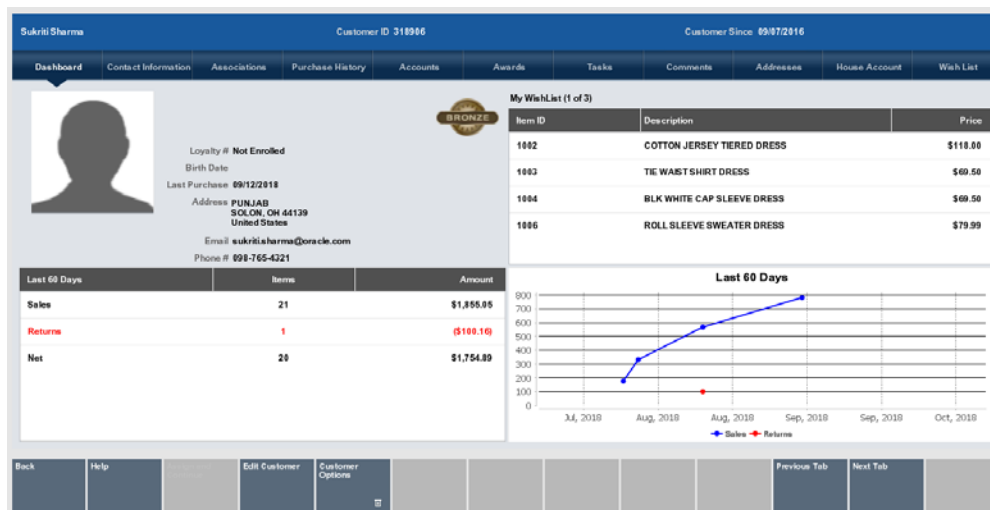 Sukriti Sharma Customer ID 318906 Customer Since 09/07/2016
Dashboard Contact Information Associations Purchase History Accounts Awards Tasks Comments Addresses House Account Wish List
BRONZE
Loyalty # Not Enrolled
Birth Date
Last Purchase 09/12/2018
Address PUNJAB
SOLON, OH 44139
United States
Email sukriti.sharma@oracle.com
Phone # 098-765-4321
My WishList (1 of 3)
Item ID Description Price
1002 COTTON JERSEY TIERED DRESS $118.00
1003 TIE WAIST SHIRT DRESS $69.50
1004 BLK WHITE CAP SLEEVE DRESS $69.50
1006 ROLL SLEEVE SWEATER DRESS $79.99
Last 60 Days Items Amount
Sales 21 $1,855.05
Returns 1 ($100.16)
Net 20 $1,754.89
Last 60 Days
800
700
600
500
400
300
200
100
0
Jul, 2018 Aug, 2018 Aug, 2018 Sep, 2018 Sep, 2018 Oct, 2018
Sales Returns
Back Help Edit Customer Customer Options Previous Tab Next Tab